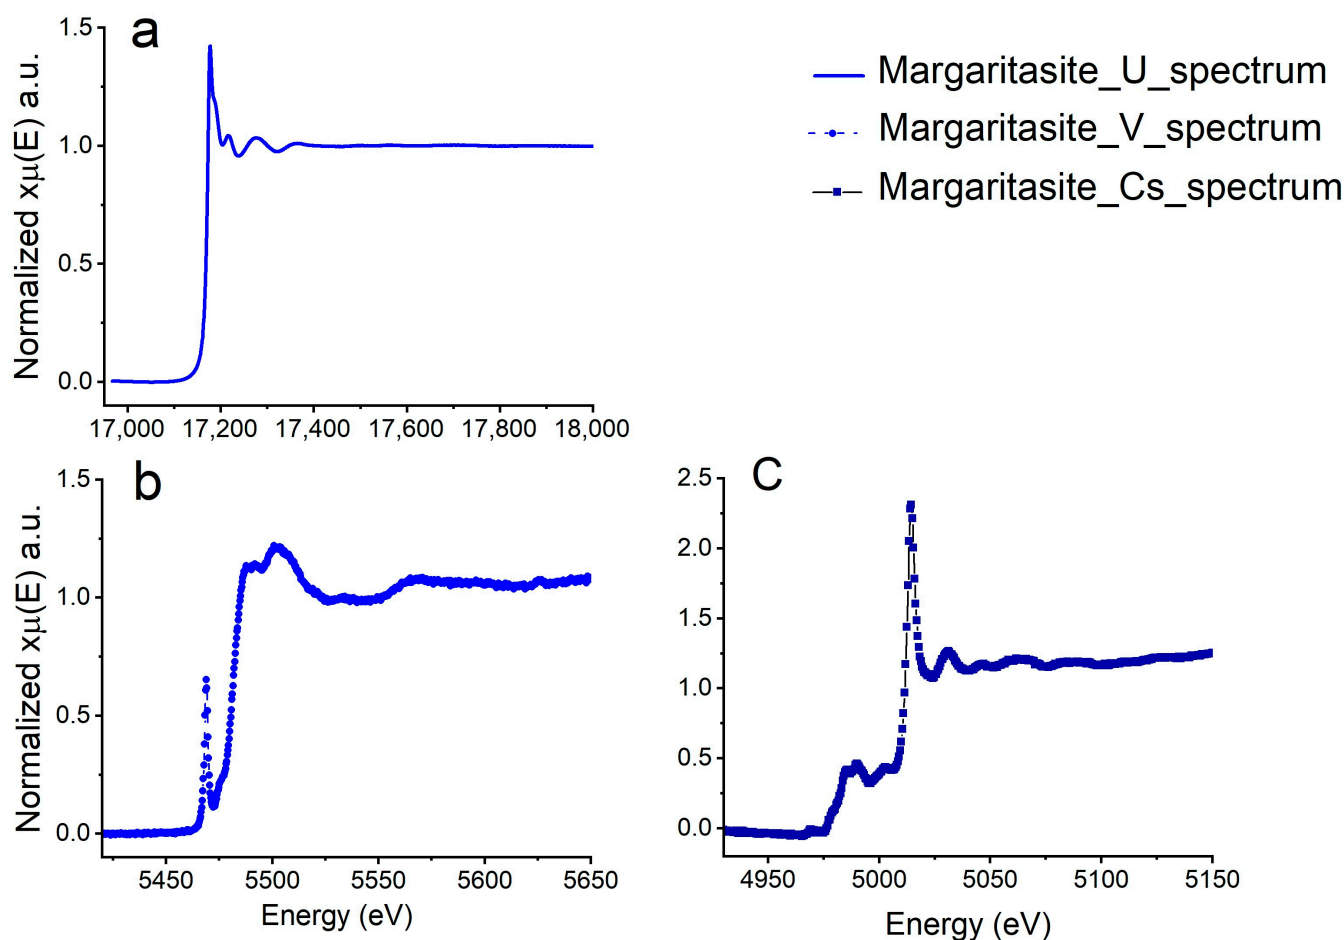 a
Normalized xμ(E) a.u.
1.5
1.0
0.5
0.0
17,000 17,200 17,400 17,600 17,800 18,000
Margaritasite_U_spectrum
Margaritasite_V_spectrum
Margaritasite_Cs_spectrum
b
Normalized xμ(E) a.u.
1.5
1.0
0.5
0.0
5450 5500 5550 5600 5650
Energy (eV)
C
2.5
2.0
1.5
1.0
0.5
0.0
4950 5000 5050 5100 5150
Energy (eV)